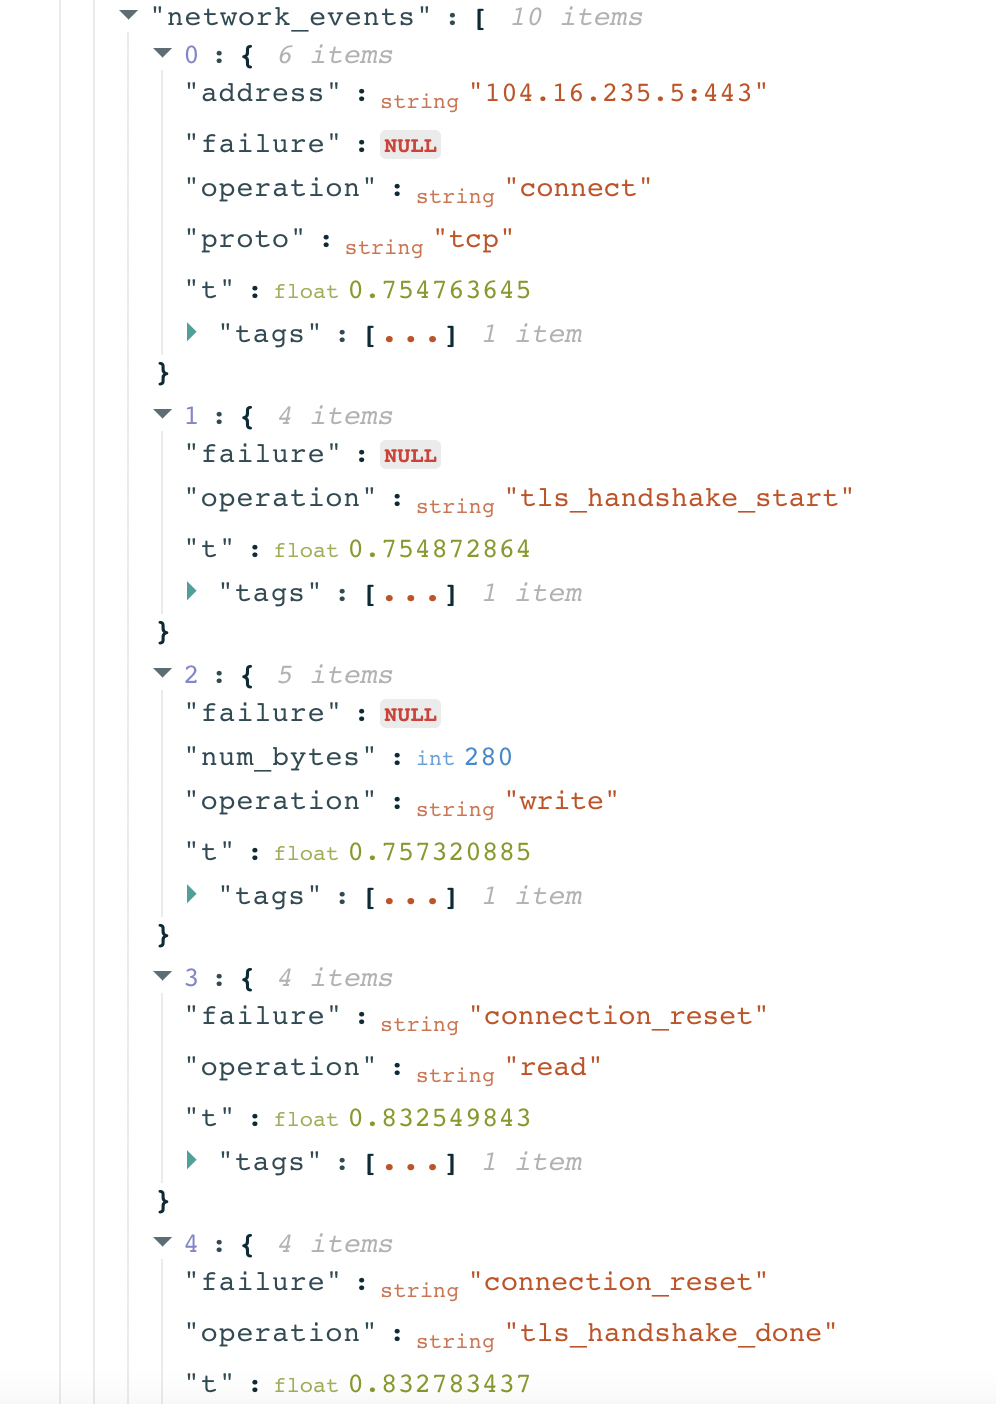 "network_events" : [ 10 items
0 : { 6 items
"address" : string "104.16.235.5:443"
"failure" : NULL
"operation" : string "connect"
"proto" : string "tcp"
"t" : float 0.754763645
"tags" : [...] 1 item
}
1 : { 4 items
"failure" : NULL
"operation" : string "tls_handshake_start"
"t" : float 0.754872864
"tags" : [...] 1 item
}
2 : { 5 items
"failure" : NULL
"num_bytes" : int 280
"operation" : string "write"
"t" : float 0.757320885
"tags" : [...] 1 item
}
3 : { 4 items
"failure" : string "connection_reset"
"operation" : string "read"
"t" : float 0.832549843
"tags" : [...] 1 item
}
4 : { 4 items
"failure" : string "connection_reset"
"operation" : string "tls_handshake_done"
"t" : float 0.832783437